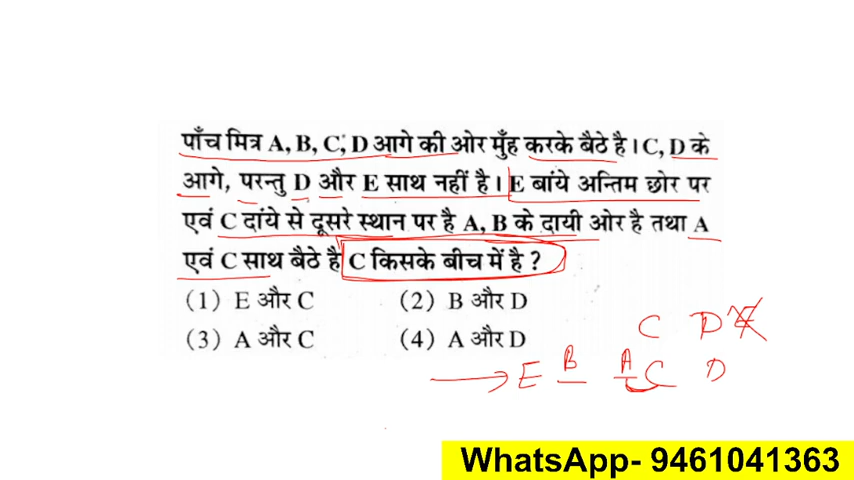 पाँच मित्र A, B, C, D आगे की ओर मुँह करके बैठे है। C, D के
आगे, परन्तु D और E साथ नहीं है। E बांये अन्तिम छोर पर
एवं C दांये से दूसरे स्थान पर है A, B के दायी ओर है तथा A
एवं C साथ बैठे है C किसके बीच में है ?
(1) E और C (2) B और D
(3) A और C (4) A और D
C D E
E B A C D
WhatsApp- 9461041363